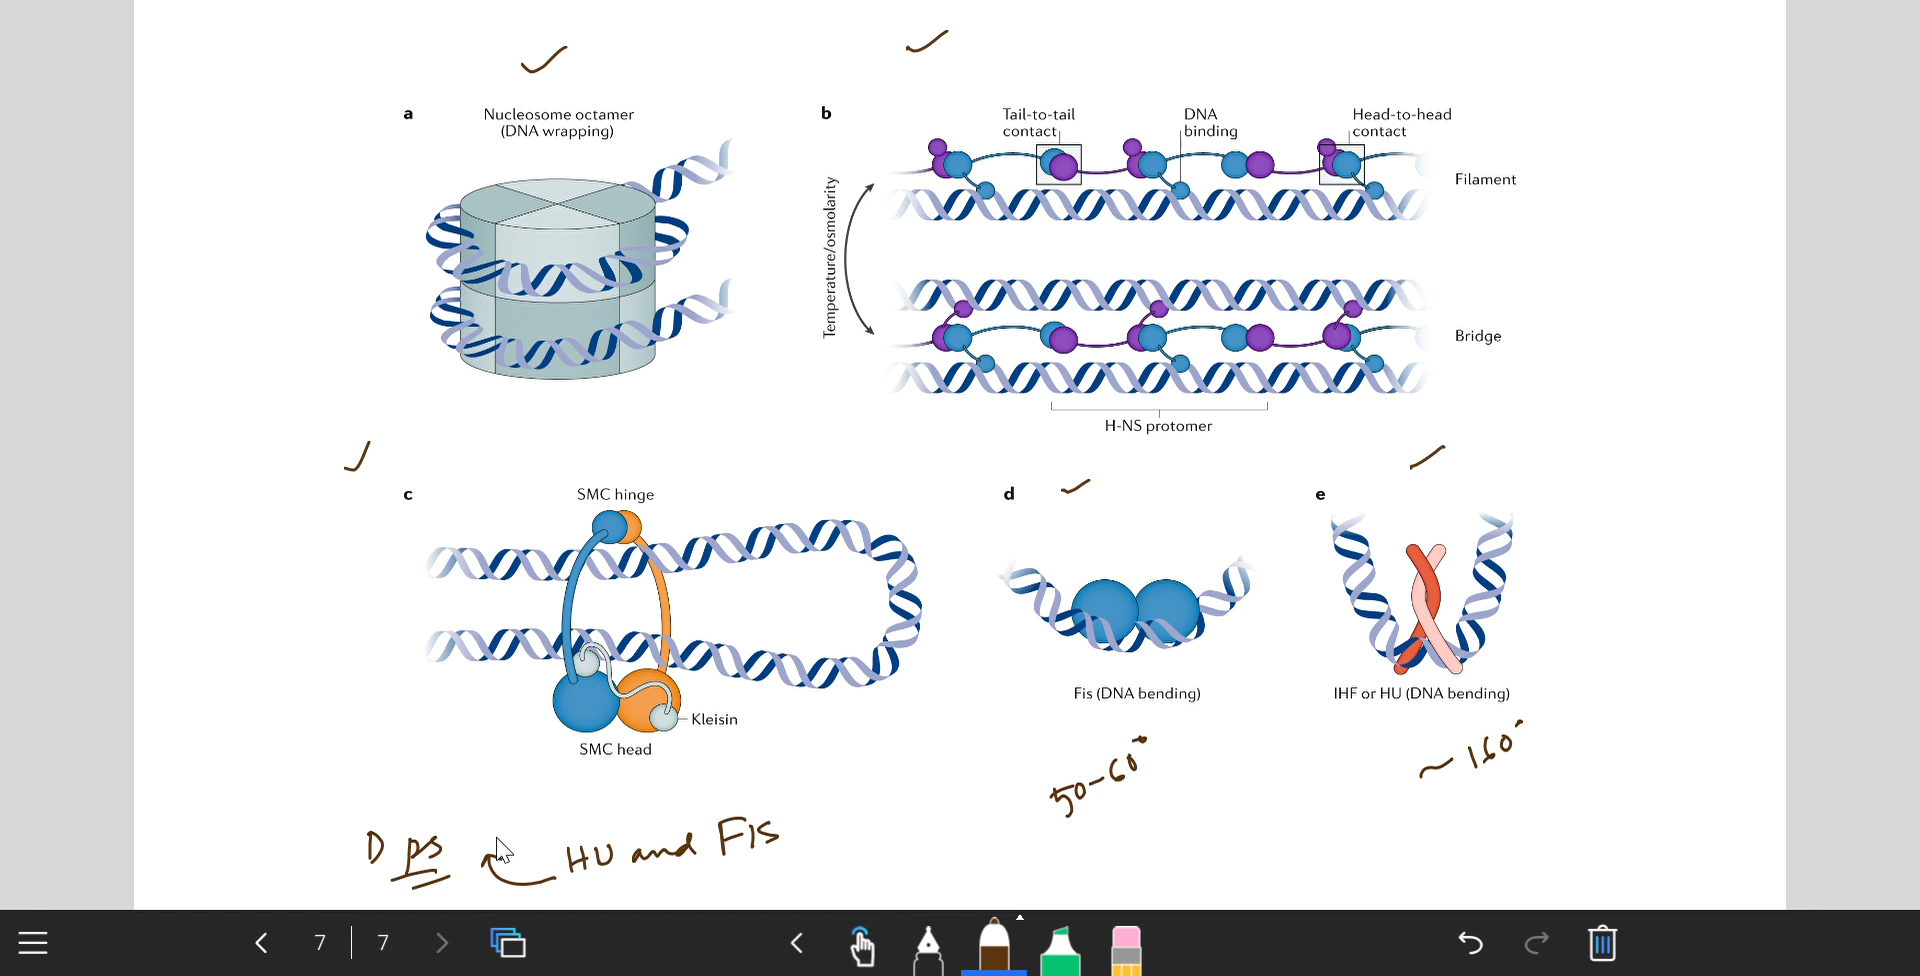 a
Nucleosome octamer
(DNA wrapping)
b
Tail-to-tail
contact
DNA
binding
Head-to-head
contact
Filament
Temperature/osmolarity
Bridge
H-NS protomer
c
SMC hinge
Kleisin
SMC head
d
Fis (DNA bending)
50-60°
e
IHF or HU (DNA bending)
~ 160°
Dps
HU and FIS
7 | 7